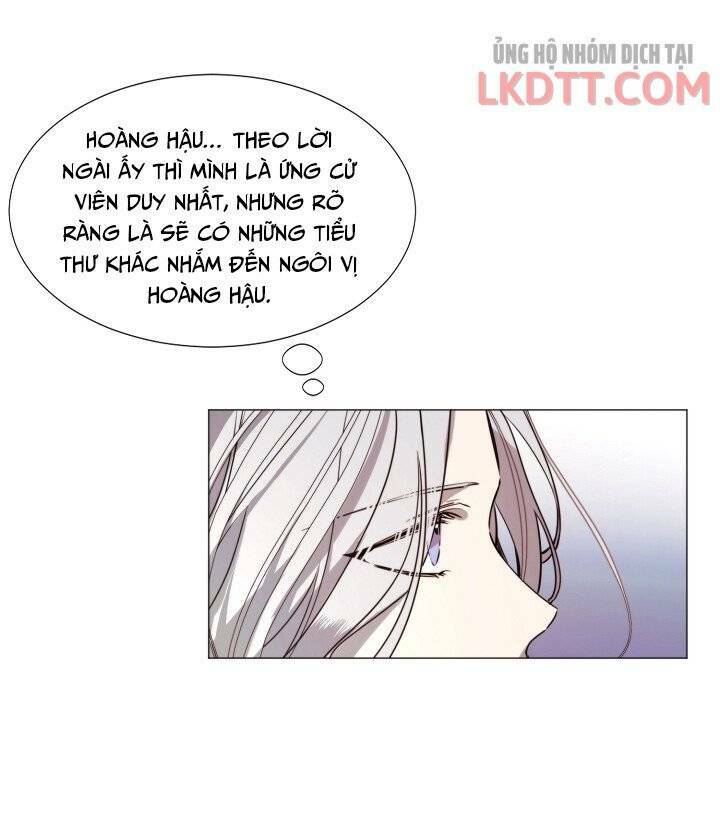 ỦNG HỘ NHÓM DỊCH TẠI
LKDTT.COM
HOÀNG HẬU... THEO LỜI
NGÀI ẤY THÌ MÌNH LÀ ỨNG CỬ
VIÊN DUY NHẤT, NHƯNG RÕ
RÀNG LÀ SẼ CÓ NHỮNG TIỂU
THƯ KHÁC NHẮM ĐẾN NGÔI VỊ
HOÀNG HẬU.